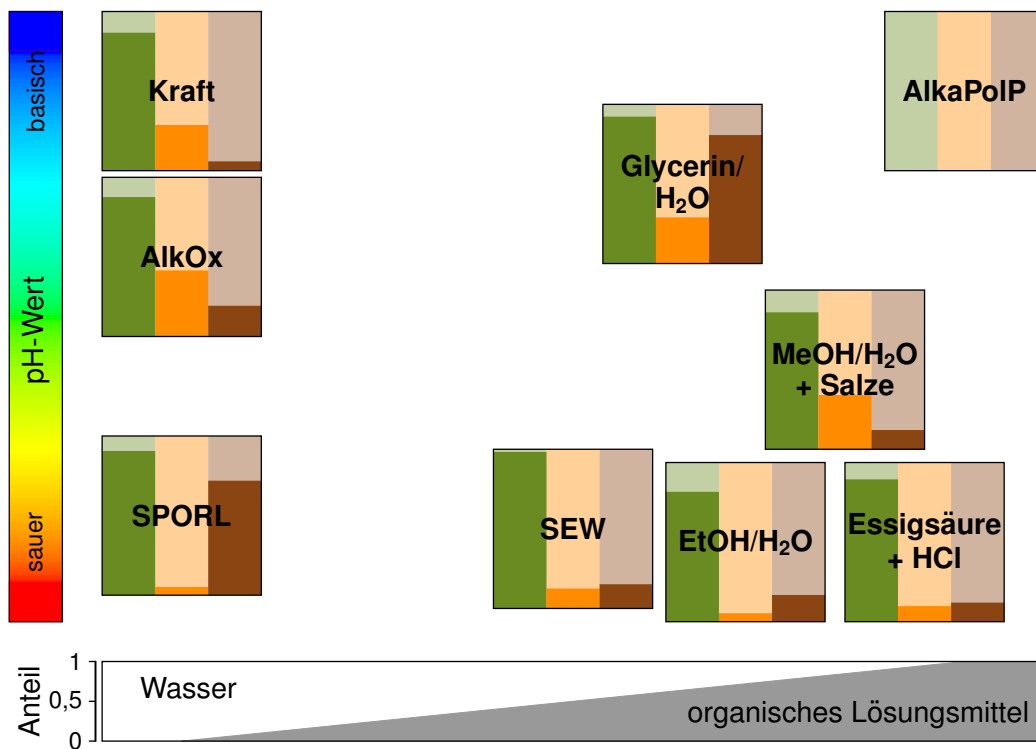 basisch
pH-Wert
sauer
Kraft
AlkaPolP
Glycerin/
H₂O
AlkOx
MeOH/H₂O
+ Salze
SPORL
SEW
EtOH/H₂O
Essigsäure
+ HCl
Anteil
1
0,5
0
Wasser
organisches Lösungsmittel